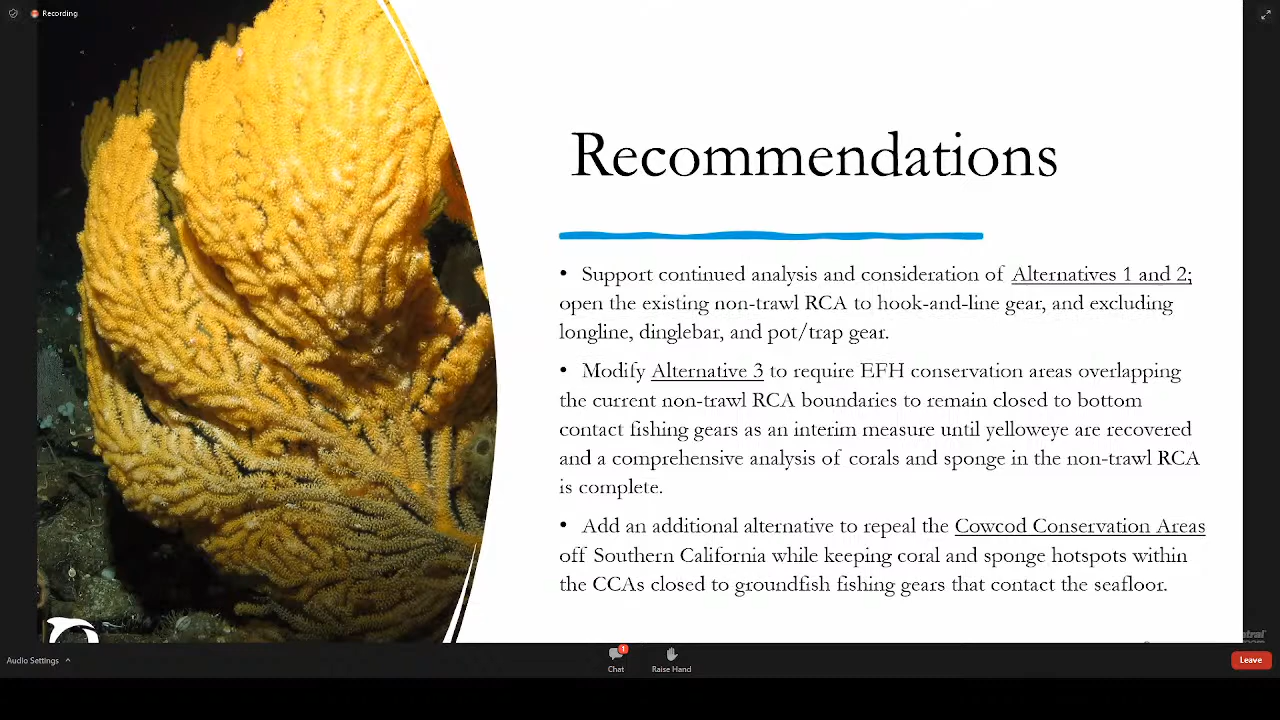 Recording
Recommendations
• Support continued analysis and consideration of Alternatives 1 and 2;
open the existing non-trawl RCA to hook-and-line gear, and excluding
longline, dinglebar, and pot/trap gear.
• Modify Alternative 3 to require EFH conservation areas overlapping
the current non-trawl RCA boundaries to remain closed to bottom
contact fishing gears as an interim measure until yelloweye are recovered
and a comprehensive analysis of corals and sponge in the non-trawl RCA
is complete.
• Add an additional alternative to repeal the Cowcod Conservation Areas
off Southern California while keeping coral and sponge hotspots within
the CCAs closed to groundfish fishing gears that contact the seafloor.
Audio Settings
1
Chat
Raise Hand
Leave